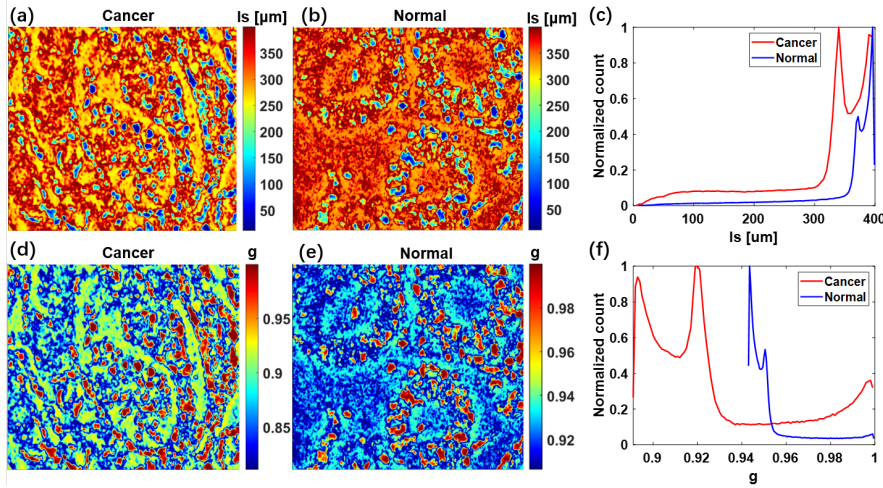 (a) Cancer ls [µm]
350
300
250
200
150
100
50
(b) Normal ls [µm]
350
300
250
200
150
100
50
(c)
Normalized count
1
0.8
0.6
0.4
0.2
0
Cancer
Normal
0 100 200 300 400
ls [um]
(d) Cancer g
0.95
0.9
0.85
(e) Normal g
0.98
0.96
0.94
0.92
(f)
Normalized count
1
0.8
0.6
0.4
0.2
0
Cancer
Normal
0.9 0.92 0.94 0.96 0.98 1
g